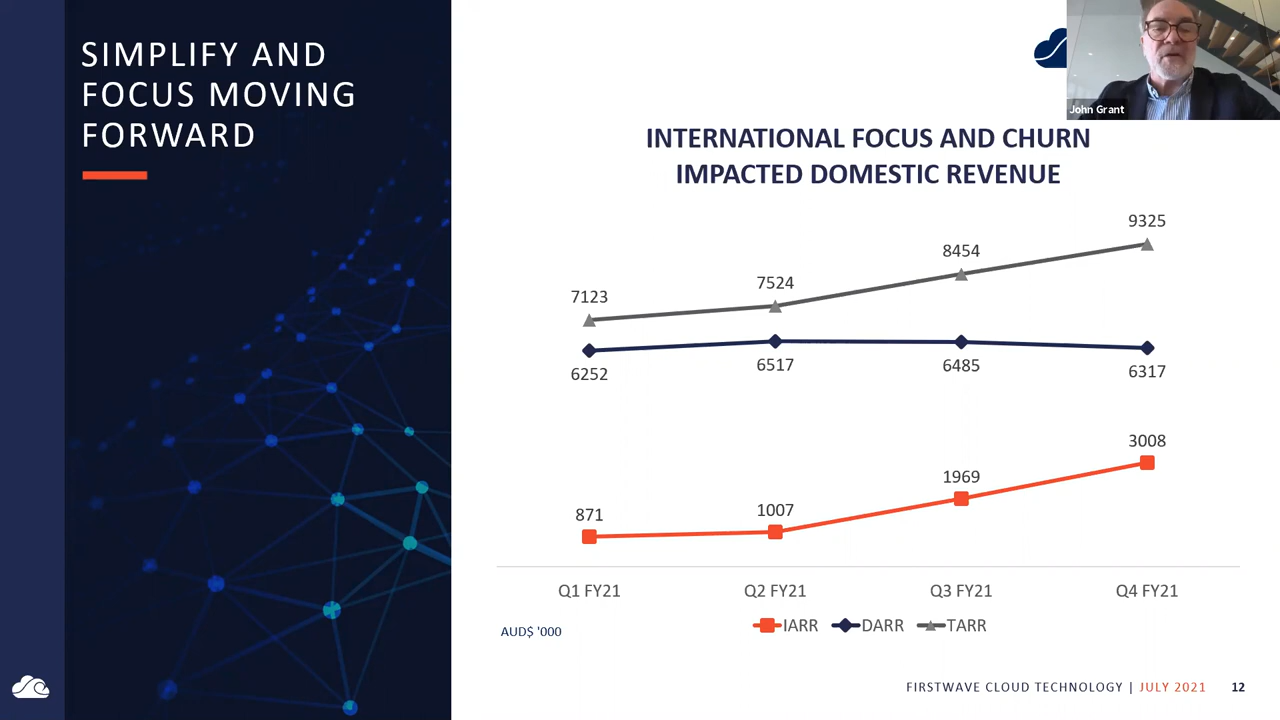 SIMPLIFY AND
FOCUS MOVING
FORWARD
John Grant
INTERNATIONAL FOCUS AND CHURN
IMPACTED DOMESTIC REVENUE
9325
8454
7524
7123
6252
6517
6485
6317
3008
1969
1007
871
Q1 FY21 Q2 FY21 Q3 FY21 Q4 FY21
IARR DARR TARR
AUD$ '000
FIRSTWAVE CLOUD TECHNOLOGY | JULY 2021 12